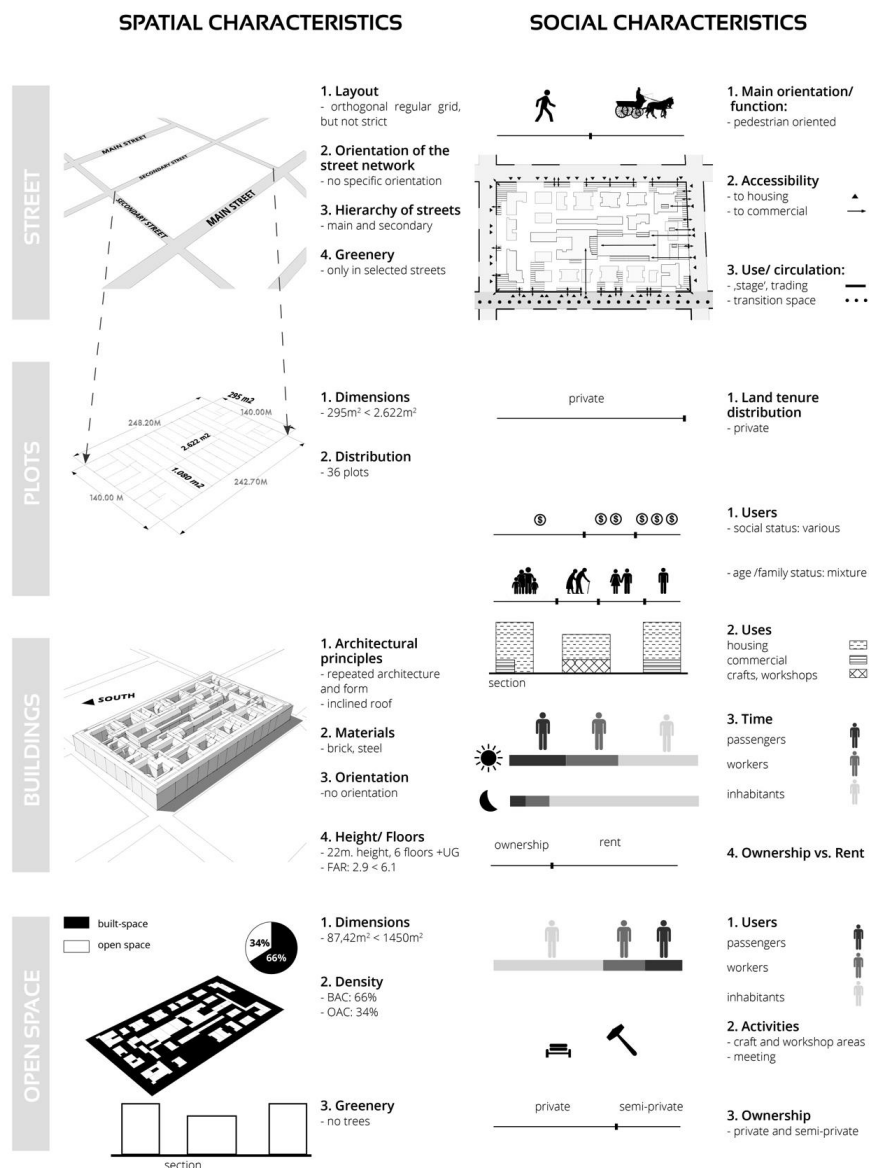 SPATIAL CHARACTERISTICS
SOCIAL CHARACTERISTICS
STREET
MAIN STREET
SECONDARY STREET
SECONDARY STREET
MAIN STREET
1. Layout
- orthogonal regular grid,
but not strict
2. Orientation of the
street network
- no specific orientation
3. Hierarchy of streets
- main and secondary
4. Greenery
- only in selected streets
1. Main orientation/
function:
- pedestrian oriented
2. Accessibility
- to housing
- to commercial
3. Use/ circulation:
- ‚stage‘, trading
- transition space
PLOTS
295 m2
140.00M
248.20M
2.622 m2
1.080 m2
242.70M
140.00 M
1. Dimensions
- 295m² < 2.622m²
2. Distribution
- 36 plots
private
1. Land tenure
distribution
- private
$ $ $ $ $ $
1. Users
- social status: various
- age /family status: mixture
BUILDINGS
SOUTH
1. Architectural
principles
- repeated architecture
and form
- inclined roof
2. Materials
- brick, steel
3. Orientation
-no orientation
4. Height/ Floors
- 22m. height, 6 floors +UG
- FAR: 2.9 < 6.1
section
2. Uses
housing
commercial
crafts, workshops
3. Time
passengers
workers
inhabitants
ownership
rent
4. Ownership vs. Rent
OPEN SPACE
built-space
open space
34%
66%
section
1. Dimensions
- 87,42m² < 1450m²
2. Density
- BAC: 66%
- OAC: 34%
3. Greenery
- no trees
1. Users
passengers
workers
inhabitants
2. Activities
- craft and workshop areas
- meeting
private
semi-private
3. Ownership
- private and semi-private